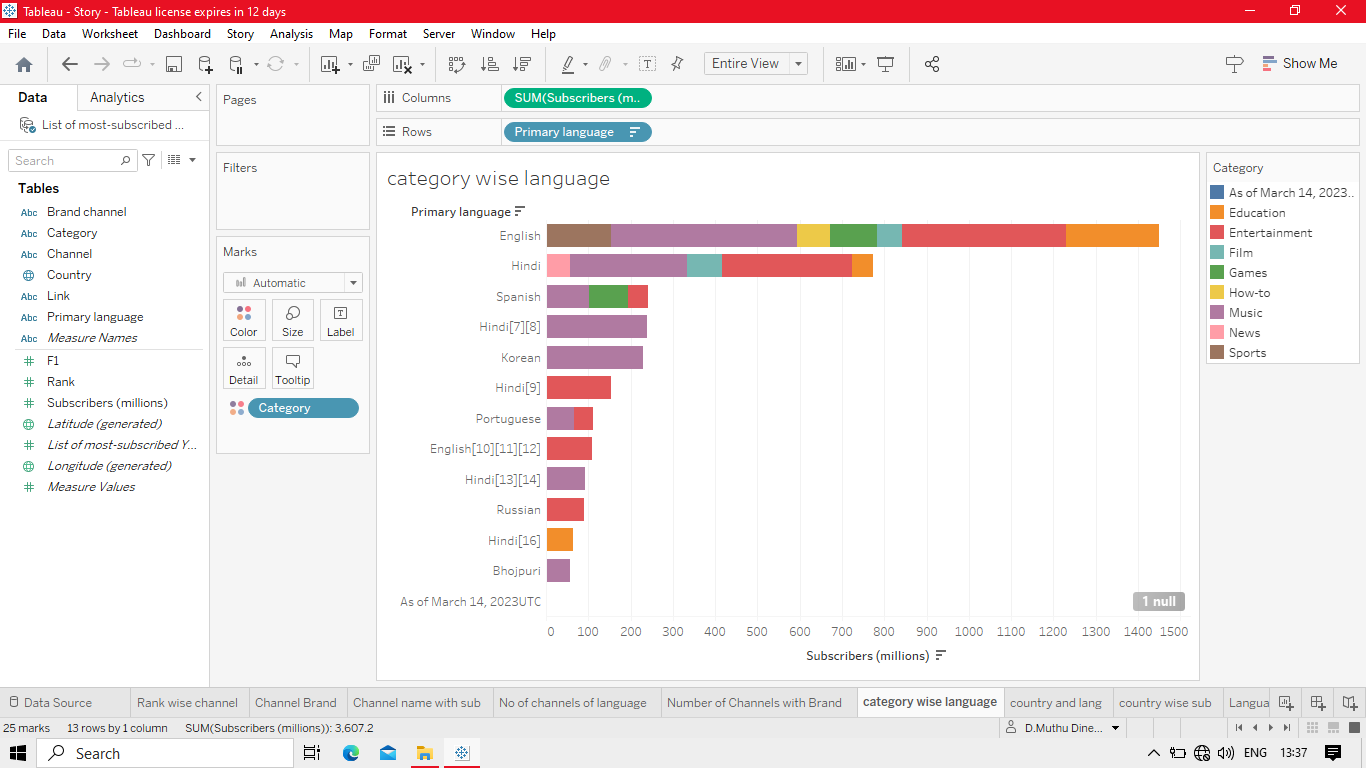 Tableau - Story - Tableau license expires in 12 days
File Data Worksheet Dashboard Story Analysis Map Format Server Window Help
Entire View
Show Me
Data Analytics
List of most-subscribed ...
Search
Tables
Abc Brand channel
Abc Category
Abc Channel
Country
Abc Link
Abc Primary language
Abc Measure Names
# F1
# Rank
# Subscribers (millions)
Latitude (generated)
# List of most-subscribed Y...
Longitude (generated)
# Measure Values
Pages
Filters
Marks
Automatic
Color Size Label
Detail Tooltip
Category
Columns SUM(Subscribers (m..
Rows Primary language
category wise language
Primary language
English
Hindi
Spanish
Hindi[7][8]
Korean
Hindi[9]
Portuguese
English[10][11][12]
Hindi[13][14]
Russian
Hindi[16]
Bhojpuri
As of March 14, 2023UTC
1 null
0 100 200 300 400 500 600 700 800 900 1000 1100 1200 1300 1400 1500
Subscribers (millions)
Category
As of March 14, 2023..
Education
Entertainment
Film
Games
How-to
Music
News
Sports
Data Source Rank wise channel Channel Brand Channel name with sub No of channels of language Number of Channels with Brand category wise language country and lang country wise sub Langua
25 marks 13 rows by 1 column SUM(Subscribers (millions)): 3,607.2 D.Muthu Dine...
Search ENG 13:37